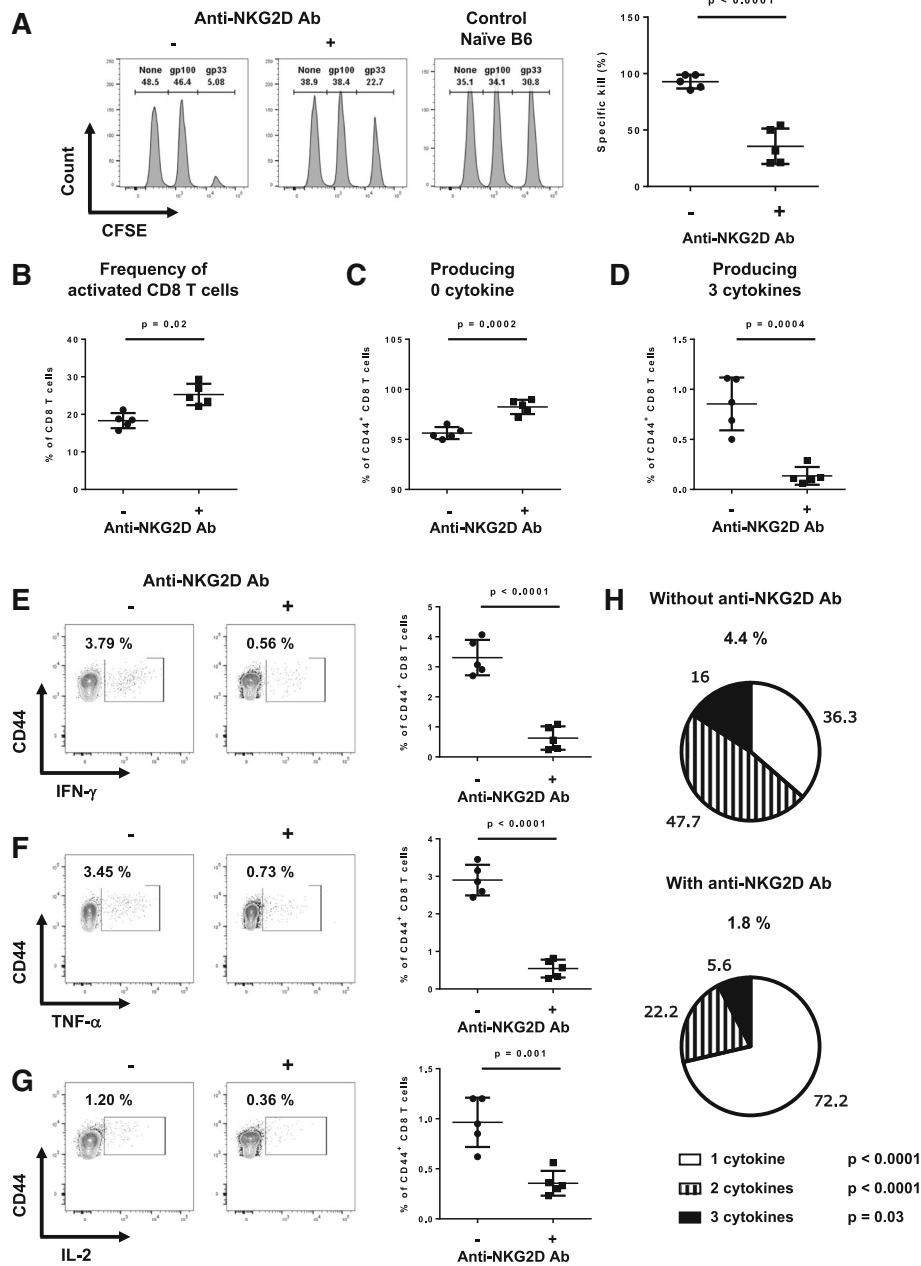 A
Anti-NKG2D Ab
- +
Control
Naïve B6
None gp100 gp33
48.5 46.4 5.08
None gp100 gp33
38.9 38.4 22.7
None gp100 gp33
35.1 34.1 30.8
Count
CFSE
p < 0.0001
Specific kill (%)
150
100
50
0
- +
Anti-NKG2D Ab
B
Frequency of
activated CD8 T cells
p = 0.02
% of CD8 T cells
40
30
20
10
0
- +
Anti-NKG2D Ab
C
Producing
0 cytokine
p = 0.0002
% of CD44+ CD8 T cells
105
100
95
90
- +
Anti-NKG2D Ab
D
Producing
3 cytokines
p = 0.0004
% of CD44+ CD8 T cells
1.5
1.0
0.5
0.0
- +
Anti-NKG2D Ab
E
Anti-NKG2D Ab
- +
3.79 %
0.56 %
CD44
IFN-γ
p < 0.0001
% of CD44+ CD8 T cells
5
4
3
2
1
0
- +
Anti-NKG2D Ab
F
- +
3.45 %
0.73 %
CD44
TNF-α
p < 0.0001
% of CD44+ CD8 T cells
4
3
2
1
0
- +
Anti-NKG2D Ab
G
- +
1.20 %
0.36 %
CD44
IL-2
p = 0.001
% of CD44+ CD8 T cells
1.5
1.0
0.5
0.0
- +
Anti-NKG2D Ab
H
Without anti-NKG2D Ab
4.4 %
16
36.3
47.7
With anti-NKG2D Ab
1.8 %
5.6
22.2
72.2
1 cytokine p < 0.0001
2 cytokines p < 0.0001
3 cytokines p = 0.03